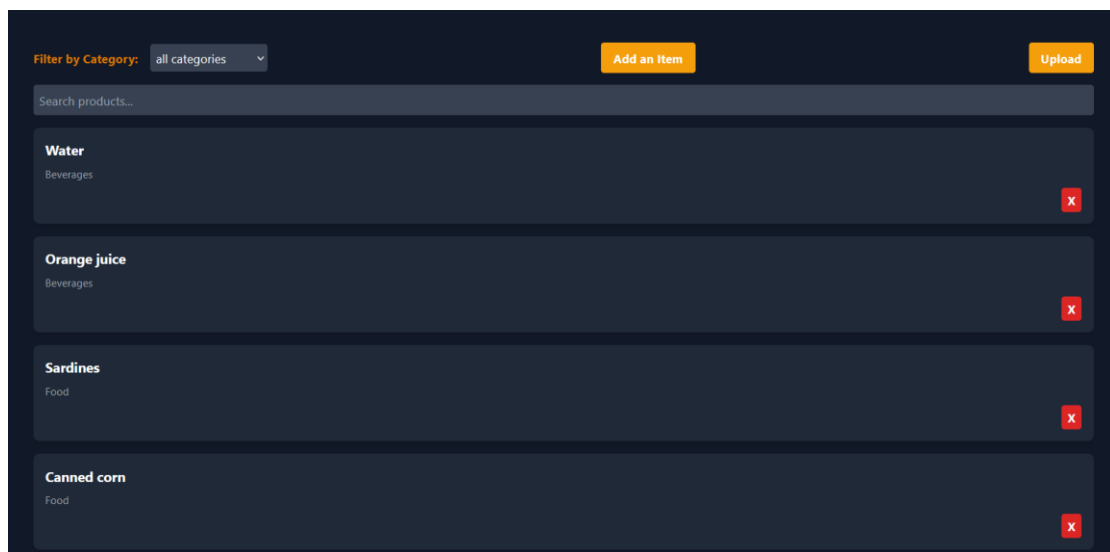 Filter by Category: all categories Add an Item Upload
Search products...
Water
Beverages
X
Orange juice
Beverages
X
Sardines
Food
X
Canned corn
Food
X